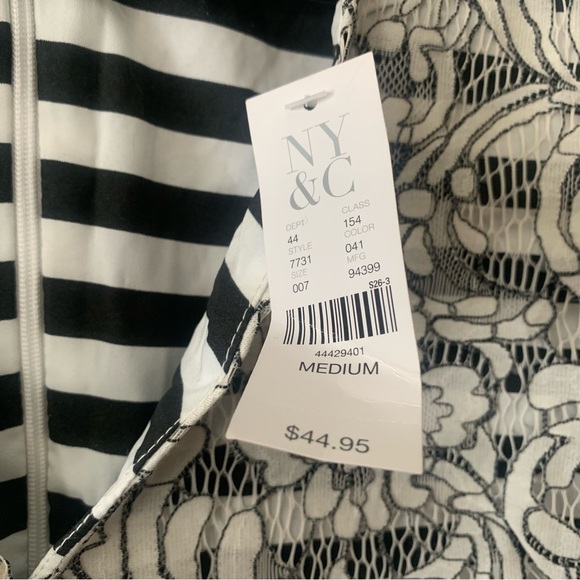 NY
&C
DEPT CLASS
44 154
STYLE COLOR
7731 041
SIZE MFG
007 94399
S26-3
44429401
MEDIUM
$44.95